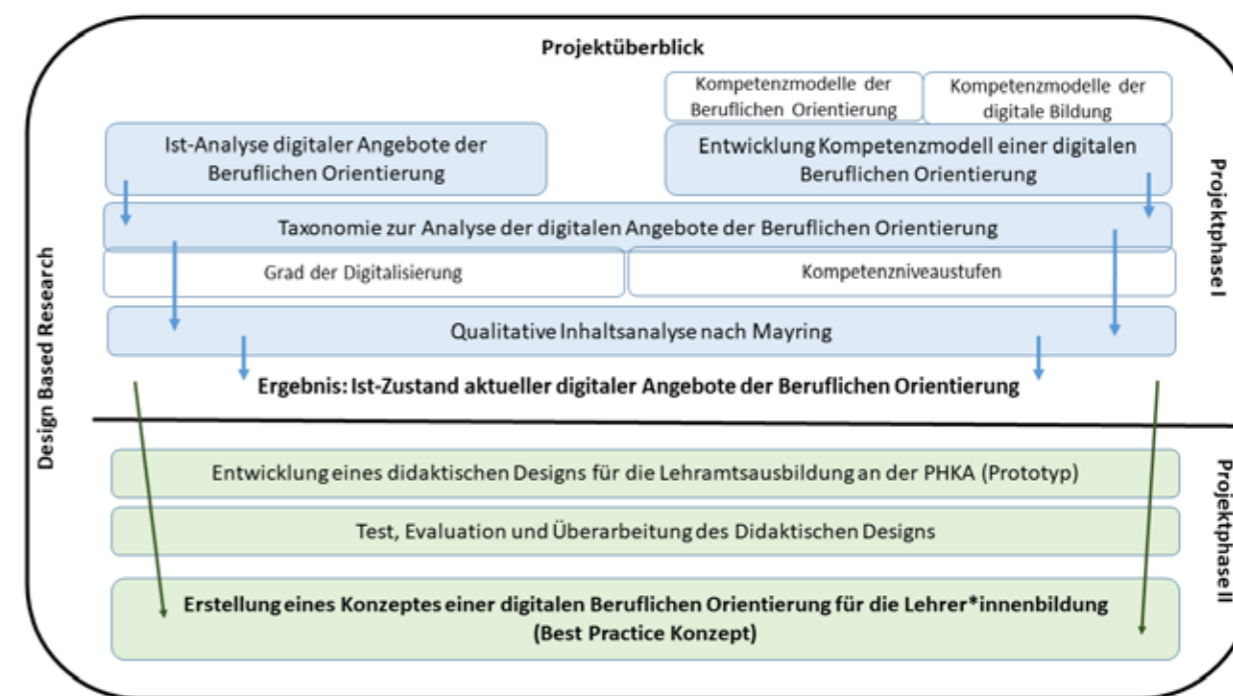 Projektüberblick
Kompetenzmodelle der
Beruflichen Orientierung
Kompetenzmodelle der
digitale Bildung
Ist-Analyse digitaler Angebote der
Beruflichen Orientierung
Entwicklung Kompetenzmodell einer digitalen
Beruflichen Orientierung
Taxonomie zur Analyse der digitalen Angebote der Beruflichen Orientierung
Grad der Digitalisierung
Kompetenzniveaustufen
Qualitative Inhaltsanalyse nach Mayring
Ergebnis: Ist-Zustand aktueller digitaler Angebote der Beruflichen Orientierung
Projektphase I
Design Based Research
Entwicklung eines didaktischen Designs für die Lehramtsausbildung an der PHKA (Prototyp)
Test, Evaluation und Überarbeitung des Didaktischen Designs
Erstellung eines Konzeptes einer digitalen Beruflichen Orientierung für die Lehrer*innenbildung
(Best Practice Konzept)
Projektphase II